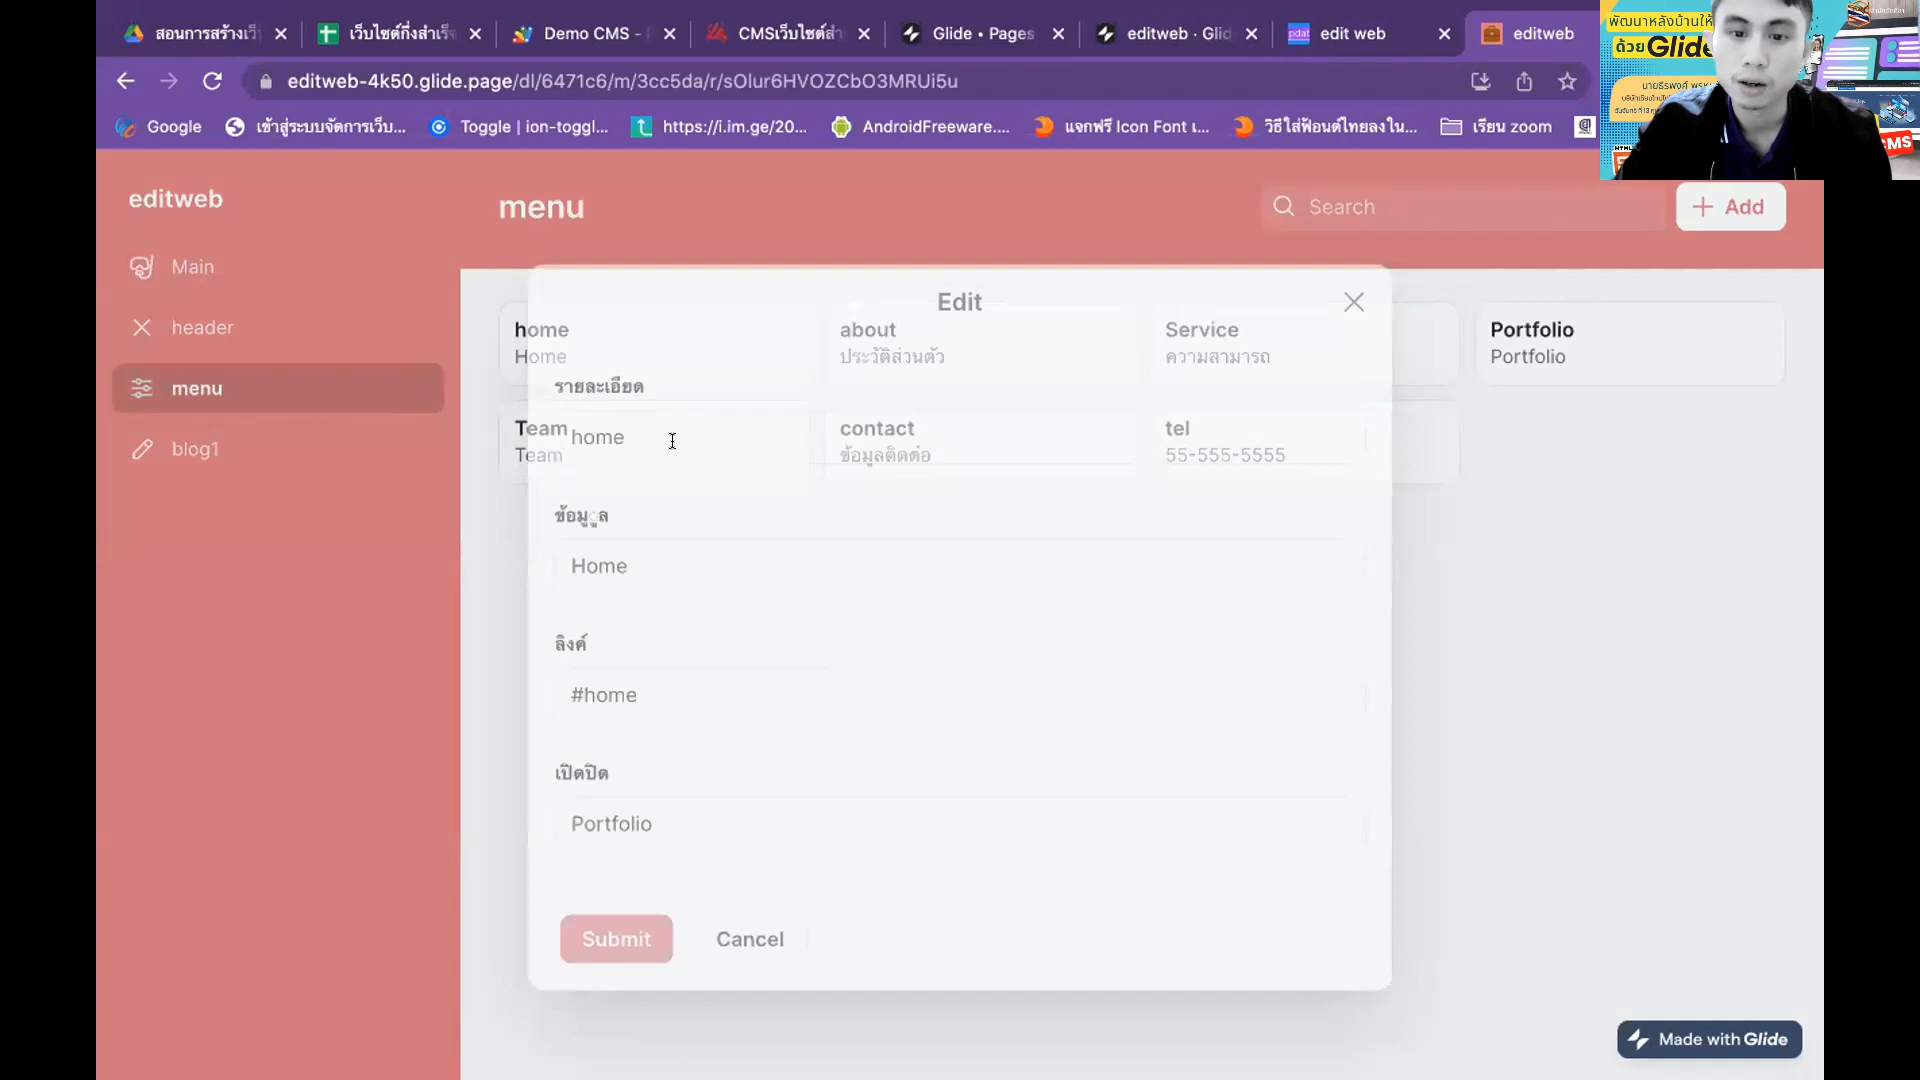 สอนการสร้างเว็
เว็บไซต์กึ่งสำเร็
Demo CMS -
CMSเว็บไซต์สำ
Glide • Pages
editweb · Glid
edit web
editweb
editweb-4k50.glide.page/dl/6471c6/m/3cc5da/r/sOlur6HVOZCbO3MRUi5u
Google
เข้าสู่ระบบจัดการเว็บ...
Toggle | ion-toggl...
https://i.im.ge/20...
AndroidFreeware....
แจกฟรี Icon Font เ...
วิธีใส่ฟ้อนต์ไทยลงใน...
เรียน zoom
พัฒนาหลังบ้านให้
ด้วยGlide
CMS
editweb
Main
header
menu
blog1
menu
Search
+ Add
home
Home
about
ประวัติส่วนตัว
Service
ความสามารถ
Portfolio
Portfolio
Team
Team
contact
ข้อมูลติดต่อ
tel
55-555-5555
Edit
รายละเอียด
home
ข้อมููล
Home
ลิงค์
#home
เปิดปิด
Portfolio
Submit
Cancel
Made with Glide